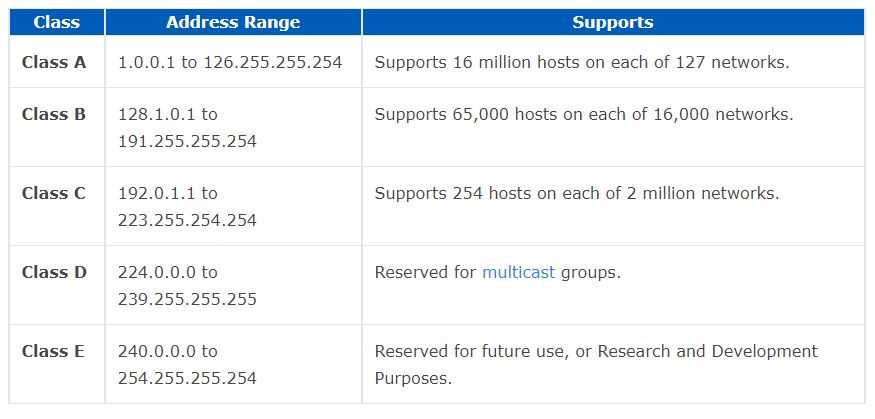 Class Address Range Supports
Class A 1.0.0.1 to 126.255.255.254 Supports 16 million hosts on each of 127 networks.
Class B 128.1.0.1 to Supports 65,000 hosts on each of 16,000 networks.
191.255.255.254
Class C 192.0.1.1 to Supports 254 hosts on each of 2 million networks.
223.255.254.254
Class D 224.0.0.0 to Reserved for multicast groups.
239.255.255.255
Class E 240.0.0.0 to Reserved for future use, or Research and Development
254.255.255.254 Purposes.